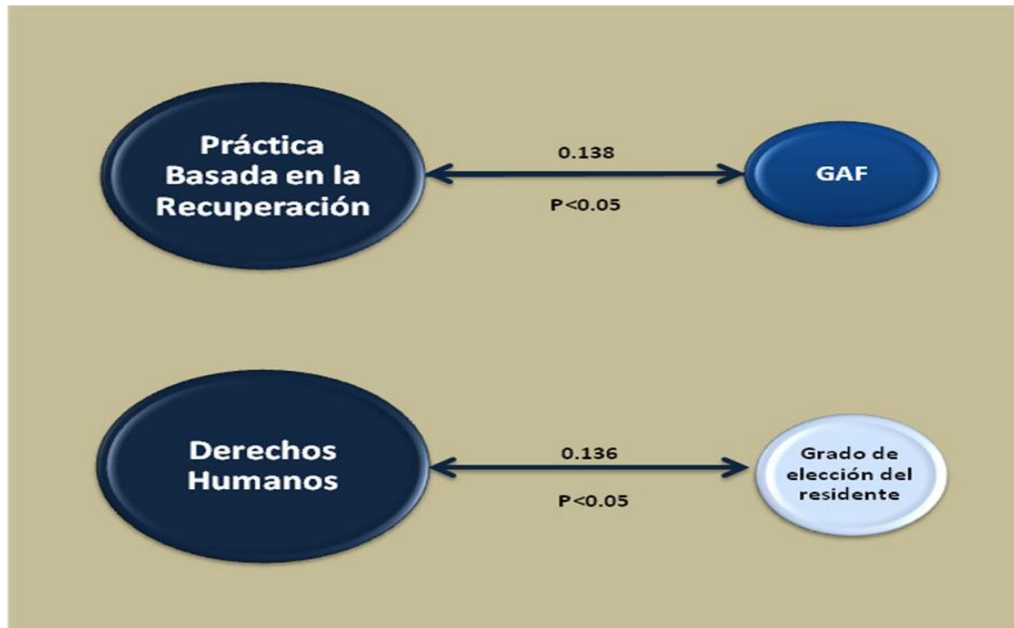 Práctica
Basada en la
Recuperación
0.138
P<0.05
GAF
Derechos
Humanos
0.136
P<0.05
Grado de
elección del
residente